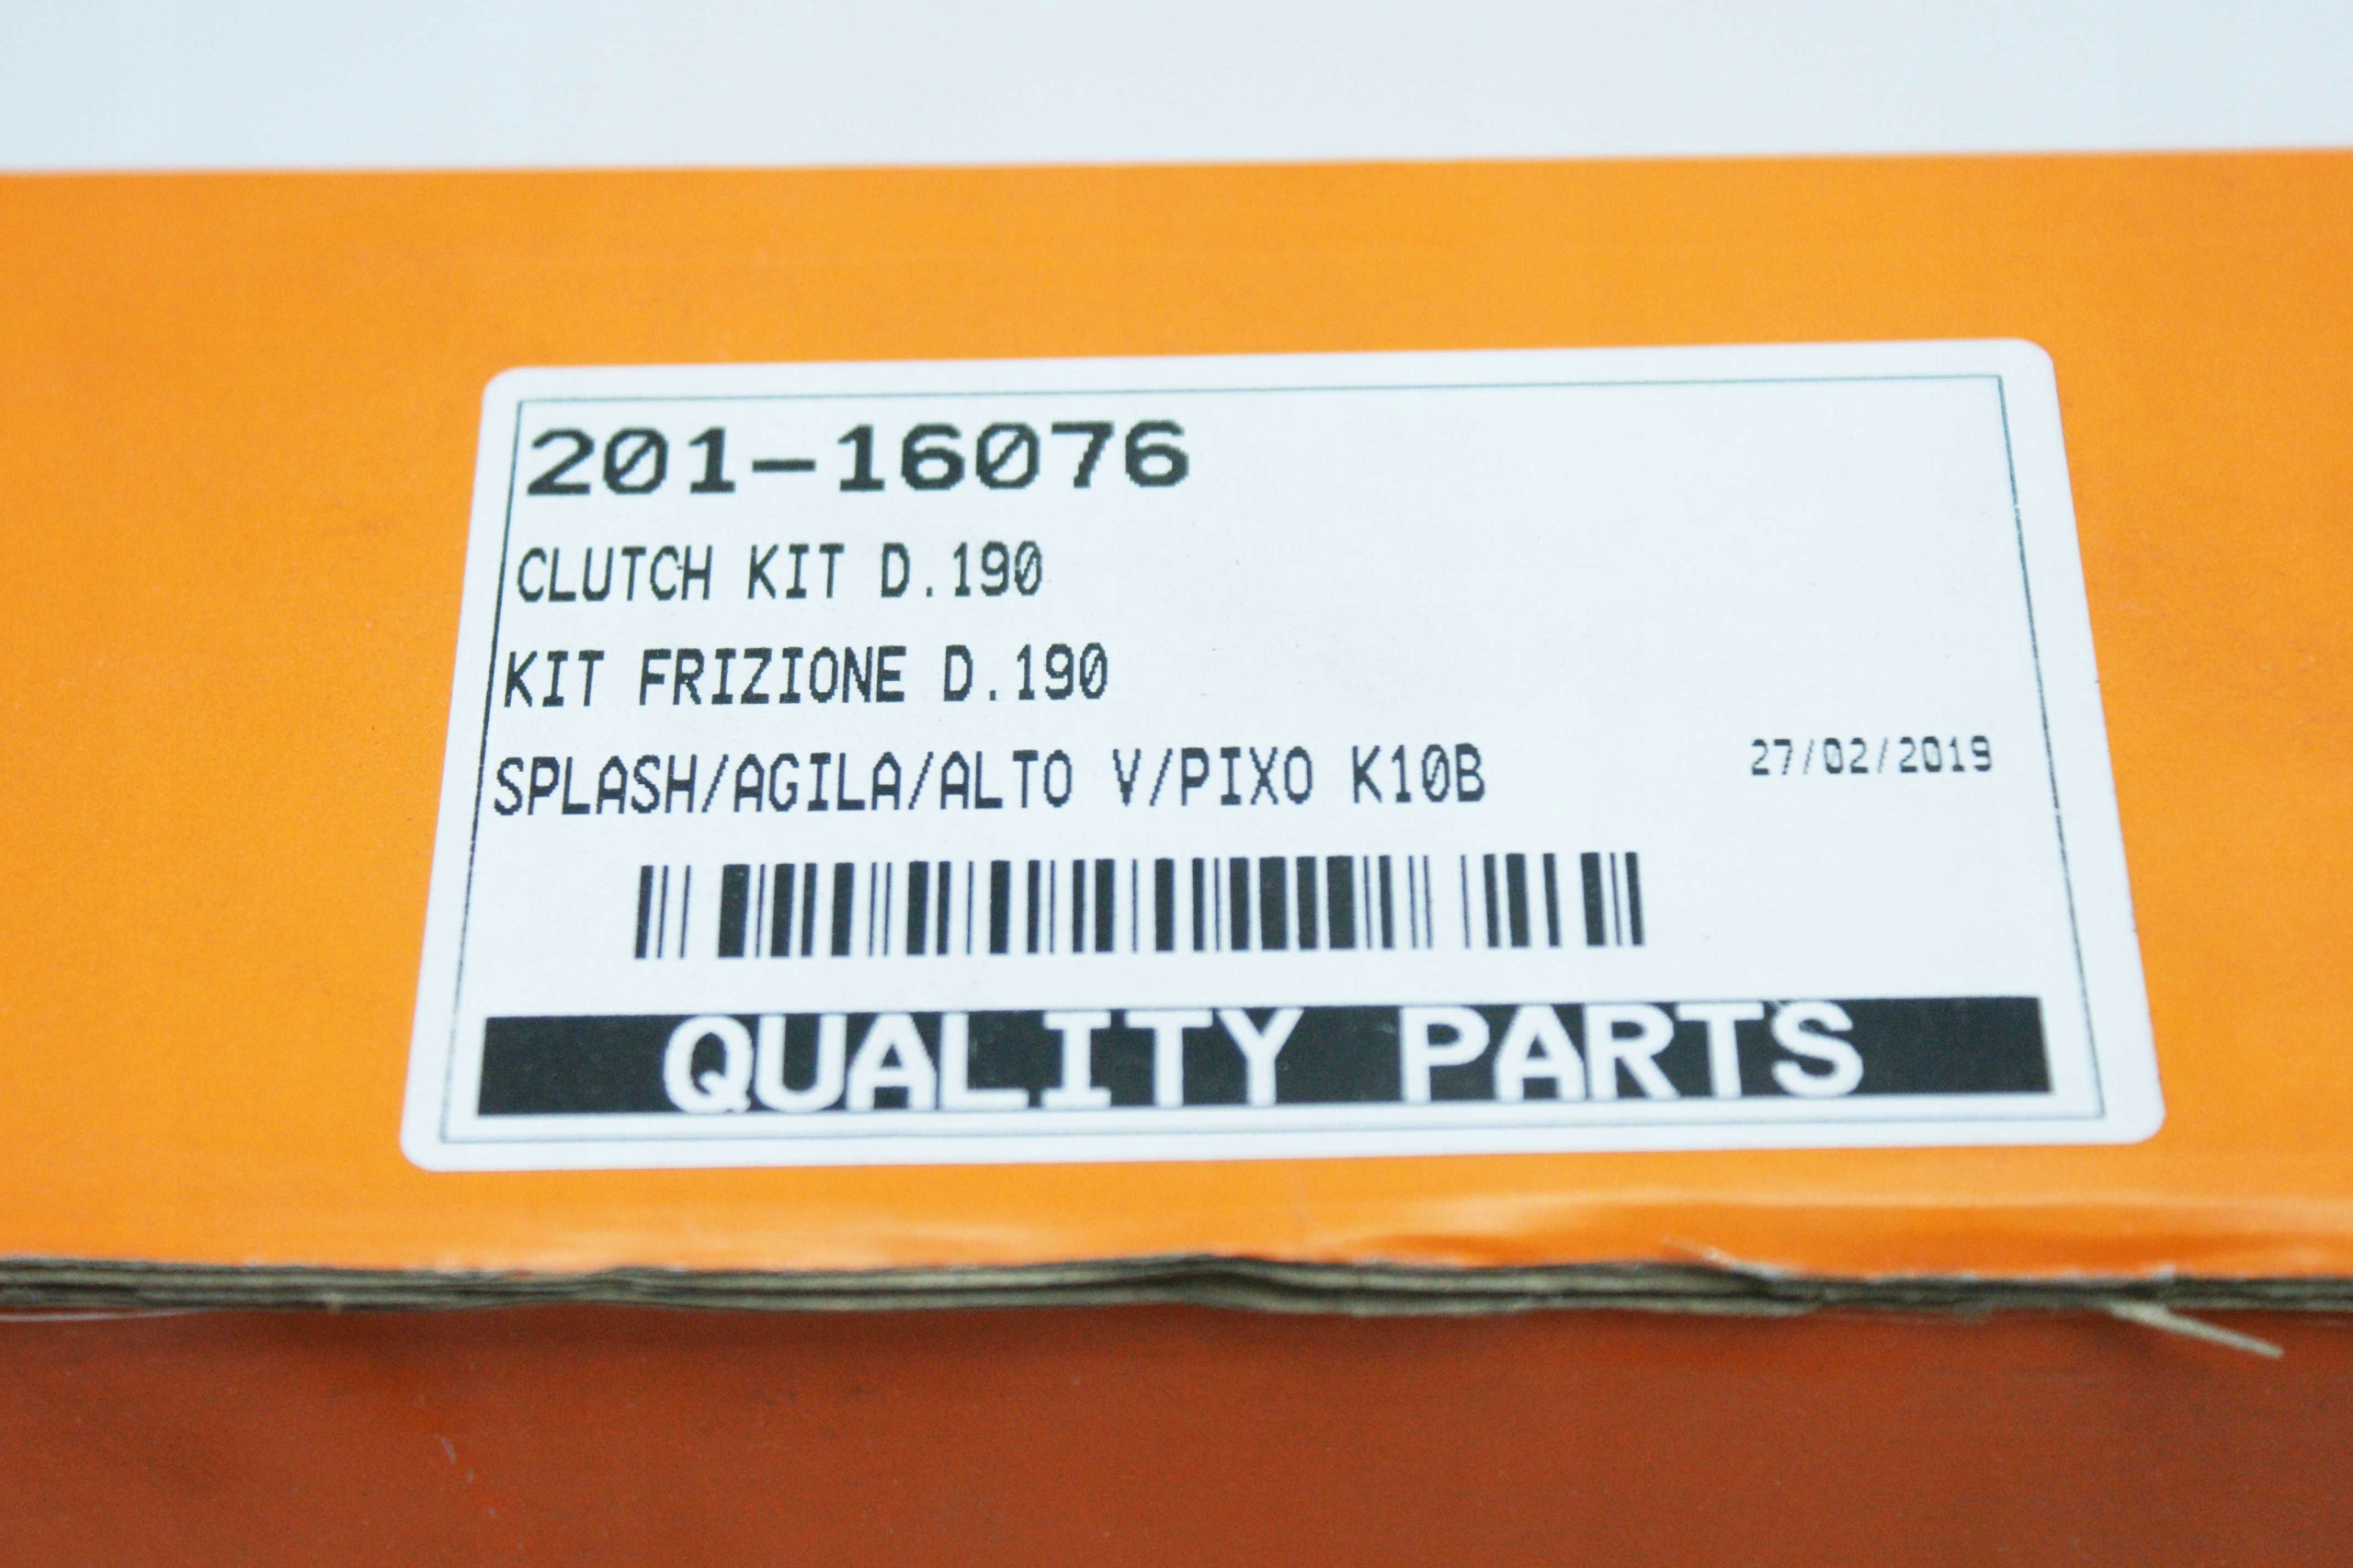 201-16076
CLUTCH KIT D.190
KIT FRIZIONE D.190
SPLASH/AGILA/ALTO V/PIXO K10B
27/02/2019
QUALITY PARTS